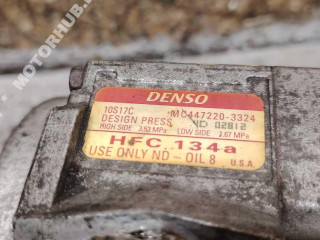 MOTORHUB.
DENSO
10S17C MC447220-3324
DESIGN PRESS ND 02812
HIGH SIDE 3.53 MPa LOW SIDE 1.67 MPa
HFC 134a
USE ONLY ND-OIL 8 U.S.A.